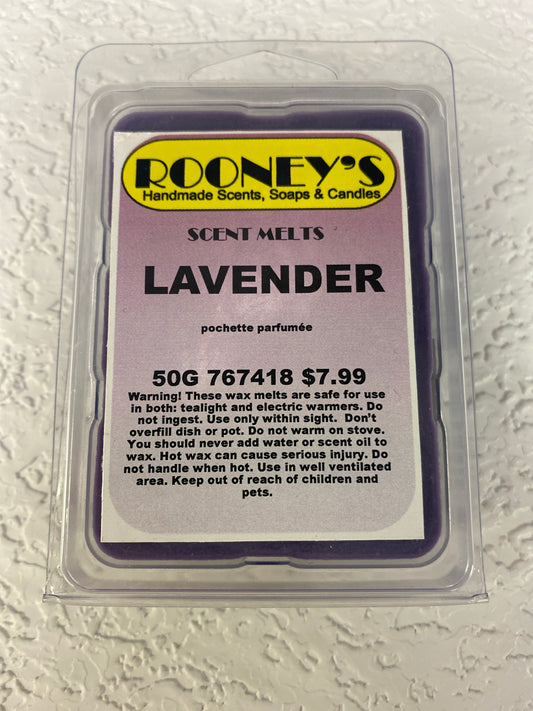 ROONEY'S
Handmade Scents, Soaps & Candles
SCENT MELTS
LAVENDER
pochette parfumée
50G 767418 $7.99
Warning! These wax melts are safe for use
in both: tealight and electric warmers. Do
not ingest. Use only within sight. Don't
overfill dish or pot. Do not warm on stove.
You should never add water or scent oil to
wax. Hot wax can cause serious injury. Do
not handle when hot. Use in well ventilated
area. Keep out of reach of children and
pets.